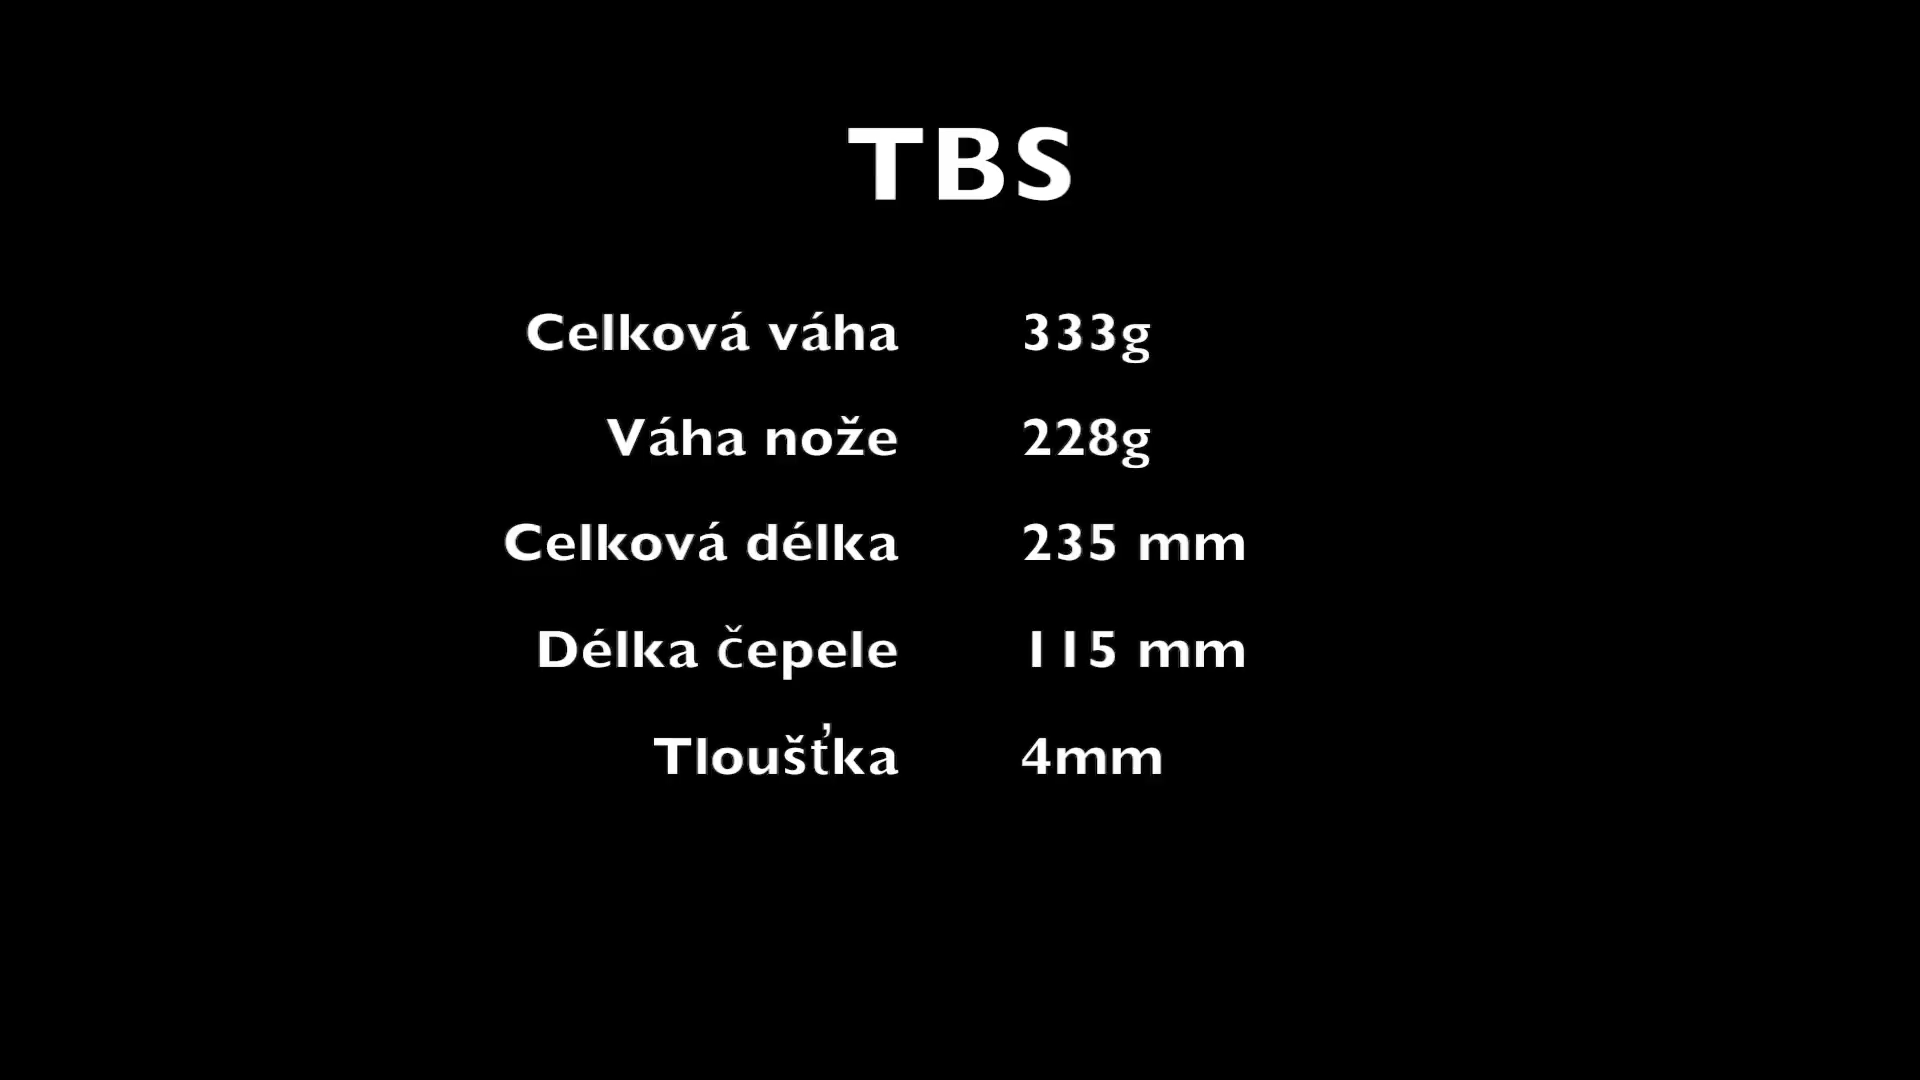 TBS
Celková váha 333g
Váha nože 228g
Celková délka 235 mm
Délka čepele 115 mm
Tloušťka 4mm